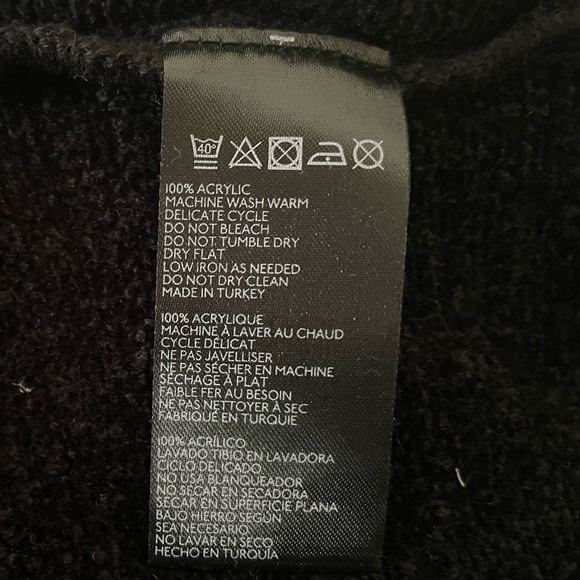 40°
100% ACRYLIC
MACHINE WASH WARM
DELICATE CYCLE
DO NOT BLEACH
DO NOT TUMBLE DRY
DRY FLAT
LOW IRON AS NEEDED
DO NOT DRY CLEAN
MADE IN TURKEY
100% ACRYLIQUE
MACHINE À LAVER AU CHAUD
CYCLE DÉLICAT
NE PAS JAVELLISER
NE PAS SÉCHER EN MACHINE
SÉCHAGE À PLAT
FAIBLE FER AU BESOIN
NE PAS NETTOYER À SEC
FABRIQUÉ EN TURQUIE
100% ACRÍLICO
LAVADO TIBIO EN LAVADORA
CICLO DELICADO
NO USA BLANQUEADOR
NO SECAR EN SECADORA
SECAR EN SUPERFICIE PLANA
BAJO HIERRO SEGÚN
SEA NECESARIO
NO LAVAR EN SECO
HECHO EN TURQUÍA